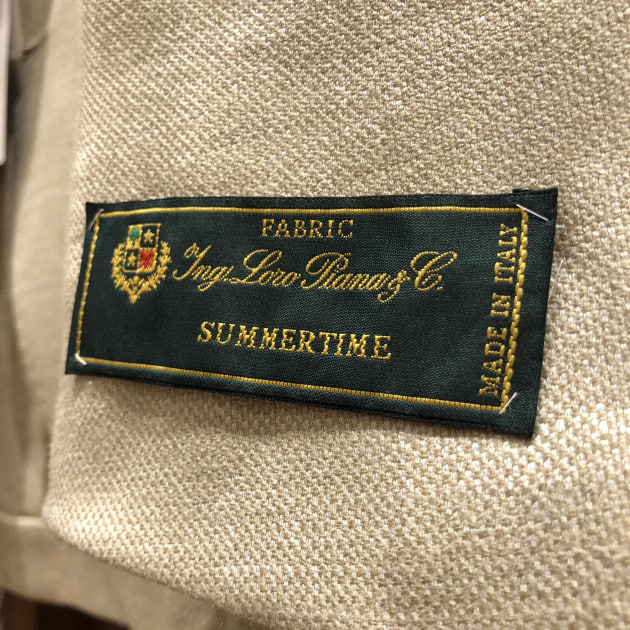 FABRIC
Ing. Loro Piana & C.
SUMMERTIME
MADE IN ITALY